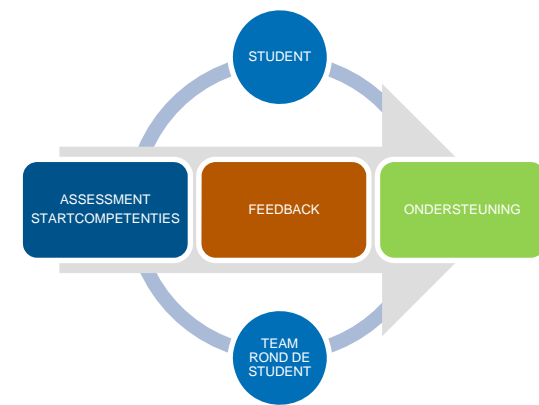 STUDENT
ASSESSMENT
STARTCOMPETENTIES
FEEDBACK
ONDERSTEUNING
TEAM
ROND DE
STUDENT